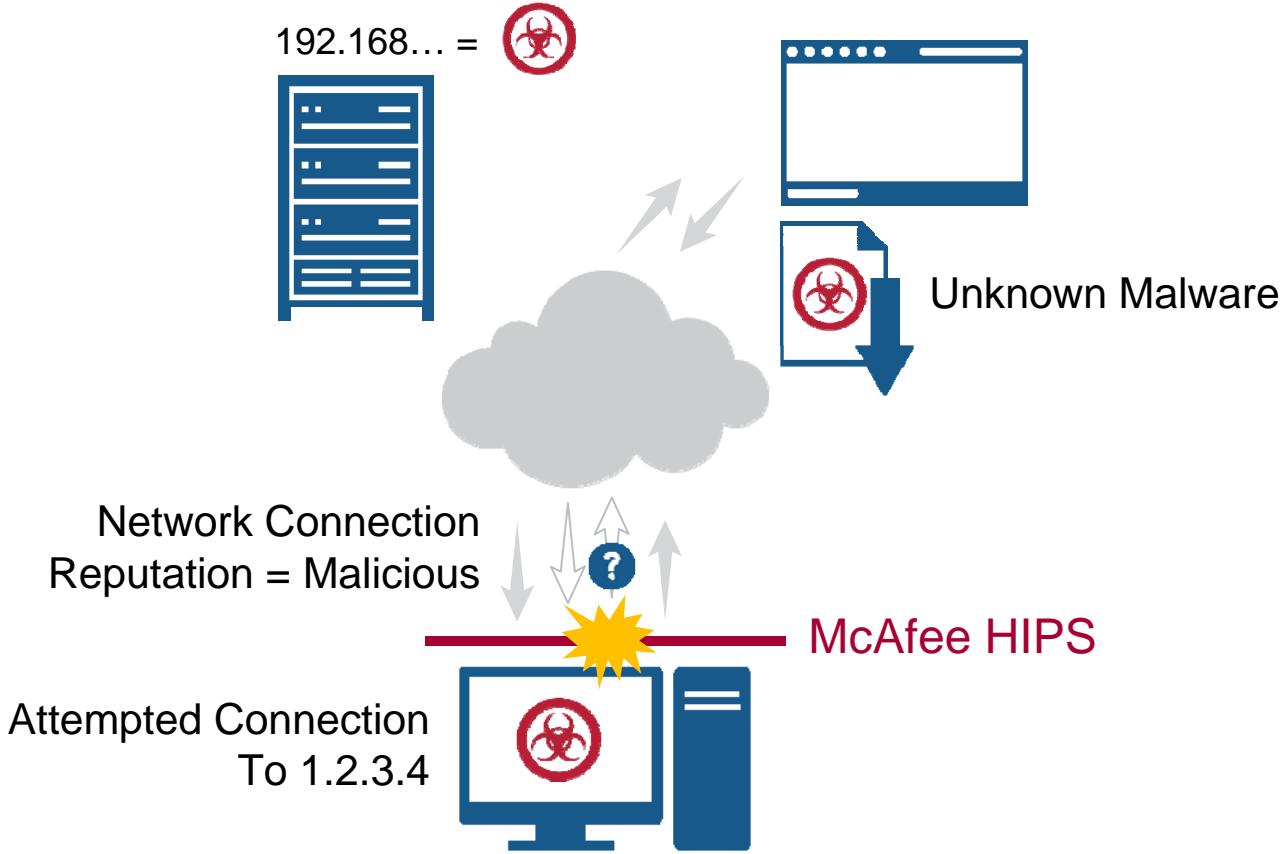 192.168… =
Unknown Malware
Network Connection
Reputation = Malicious
?
McAfee HIPS
Attempted Connection
To 1.2.3.4